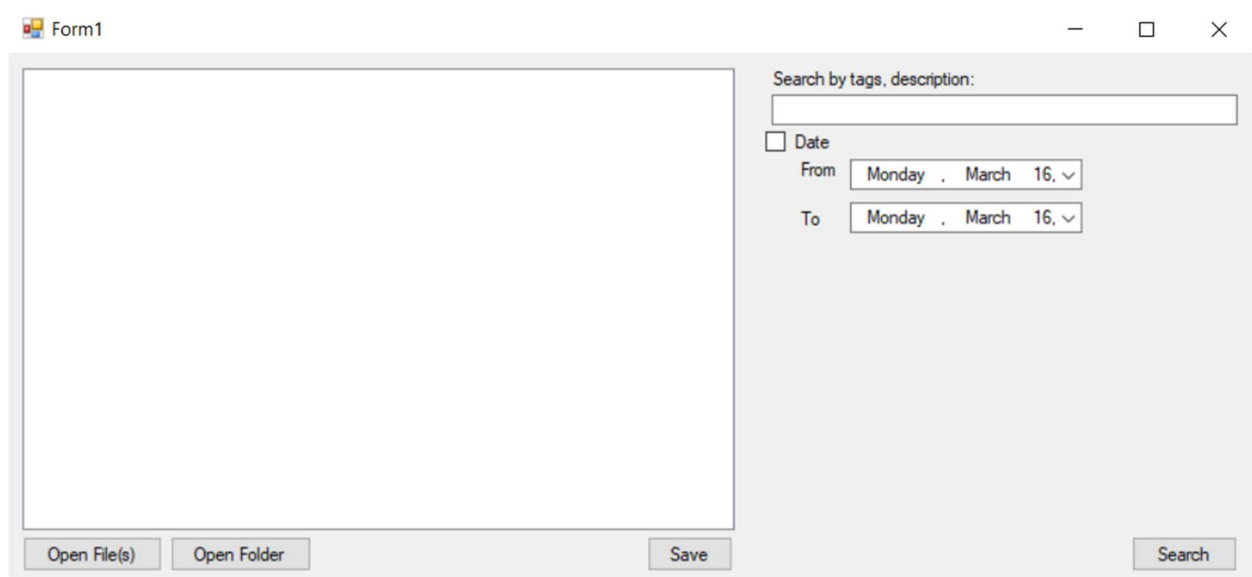 Form1
Search by tags, description:
Date
From Monday , March 16,
To Monday , March 16,
Open File(s) Open Folder Save Search